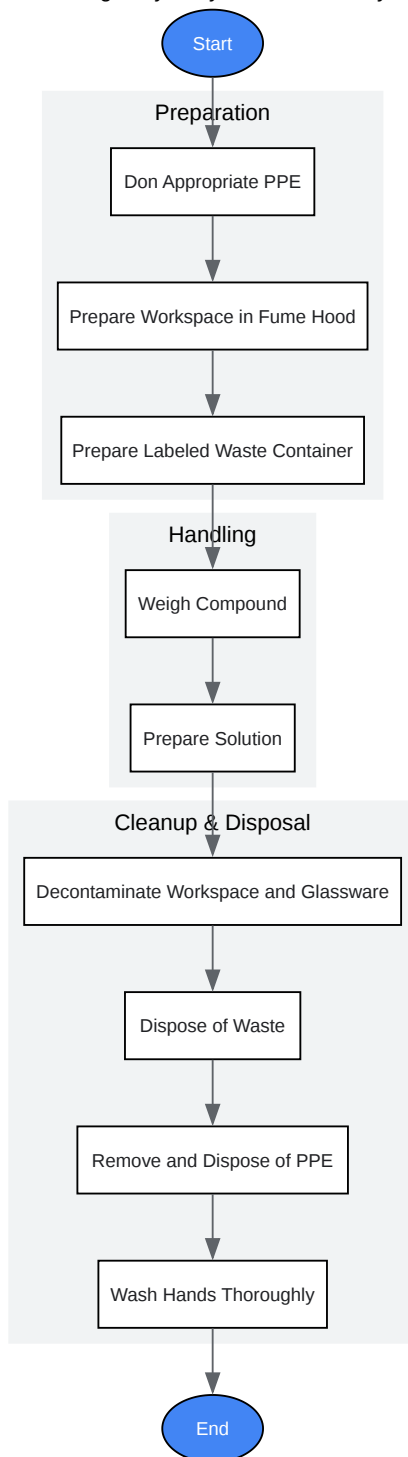 Start
Preparation
Don Appropriate PPE
Prepare Workspace in Fume Hood
Prepare Labeled Waste Container
Handling
Weigh Compound
Prepare Solution
Cleanup & Disposal
Decontaminate Workspace and Glassware
Dispose of Waste
Remove and Dispose of PPE
Wash Hands Thoroughly
End